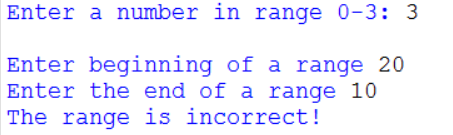 Enter a number in range 0-3: 3
Enter beginning of a range 20
Enter the end of a range 10
The range is incorrect!